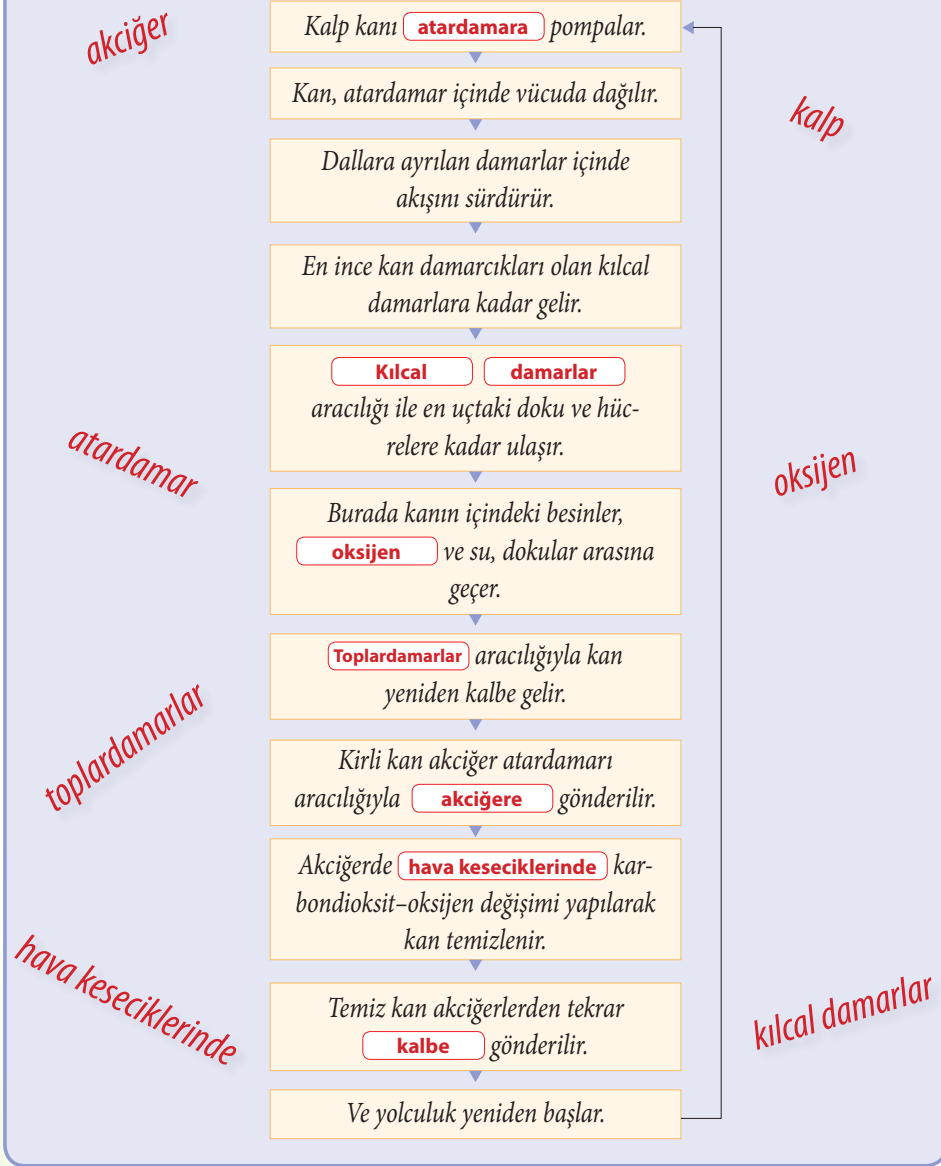 akciğer
Kalp kanı atardamara pompalar.
Kan, atardamar içinde vücuda dağılır.
kalp
Dallara ayrılan damarlar içinde
akışını sürdürür.
En ince kan damarcıkları olan kılcal
damarlara kadar gelir.
Kılcal damarlar
aracılığı ile en uçtaki doku ve hüc-
relere kadar ulaşır.
atardamar
oksijen
Burada kanın içindeki besinler,
oksijen ve su, dokular arasına
geçer.
Toplardamarlar aracılığıyla kan
yeniden kalbe gelir.
toplardamarlar
Kirli kan akciğer atardamarı
aracılığıyla akciğere gönderilir.
Akciğerde hava keseciklerinde kar-
bondioksit–oksijen değişimi yapılarak
kan temizlenir.
hava keseciklerinde
Temiz kan akciğerlerden tekrar
kalbe gönderilir.
kılcal damarlar
Ve yolculuk yeniden başlar.